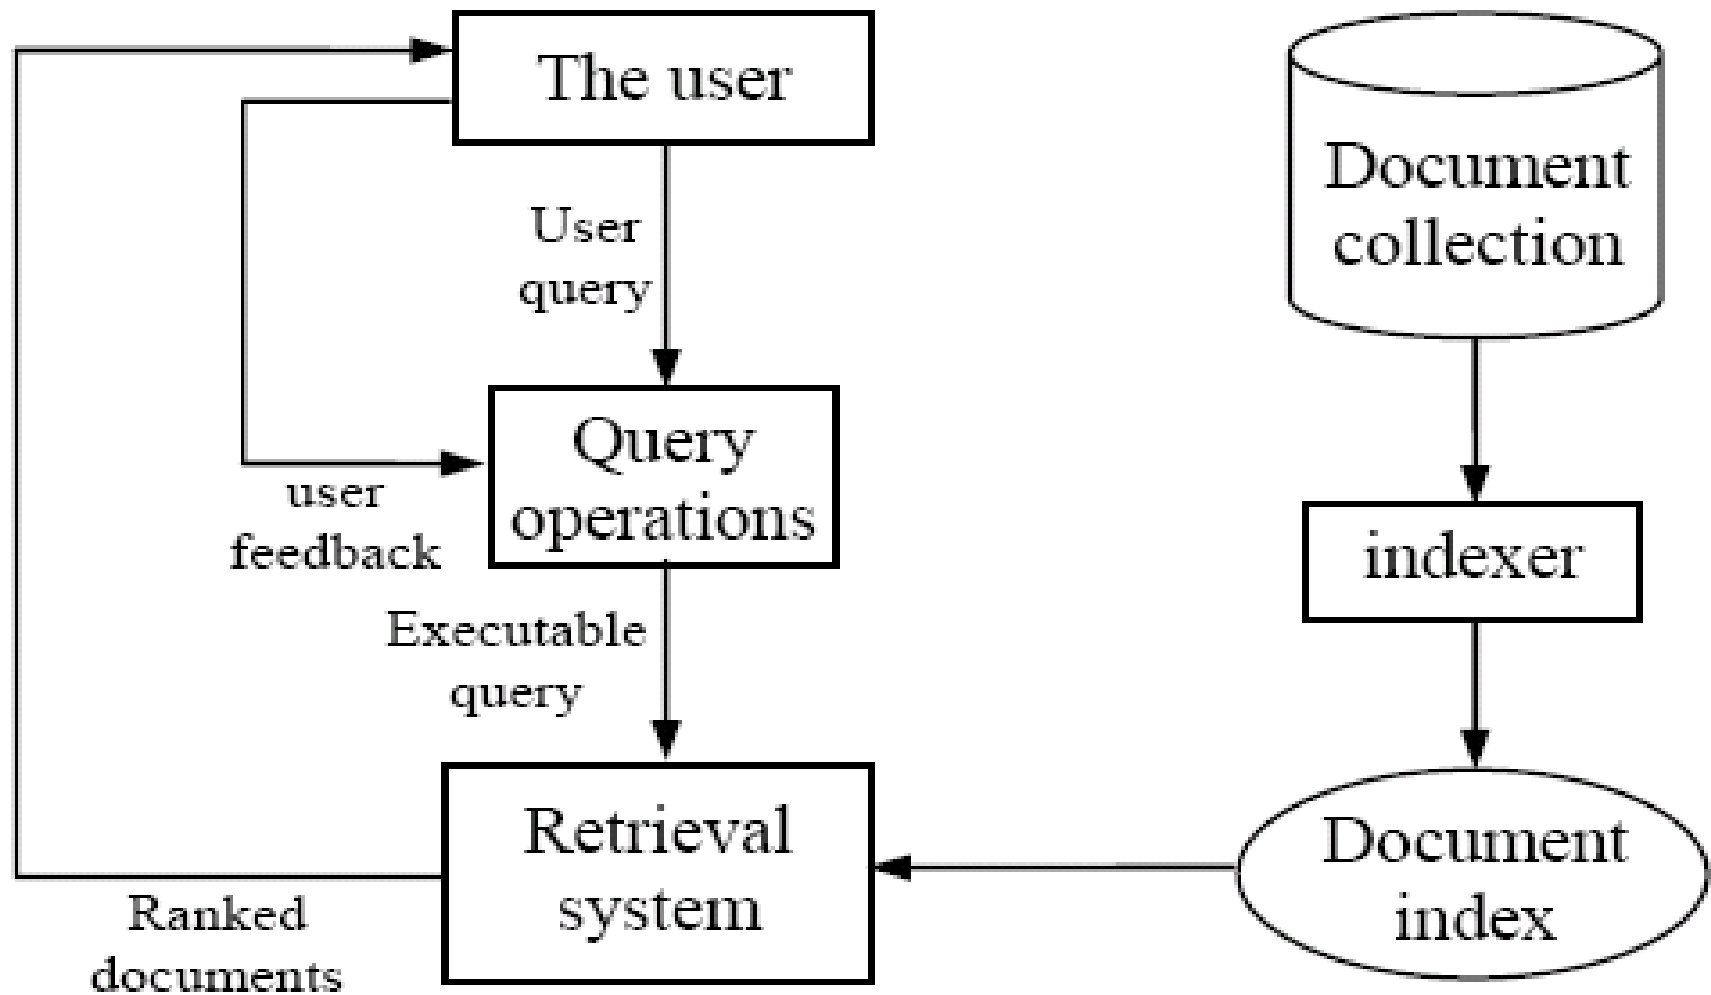 The user
User
query
Query
operations
user
feedback
Executable
query
Retrieval
system
Ranked
documents
Document
collection
indexer
Document
index